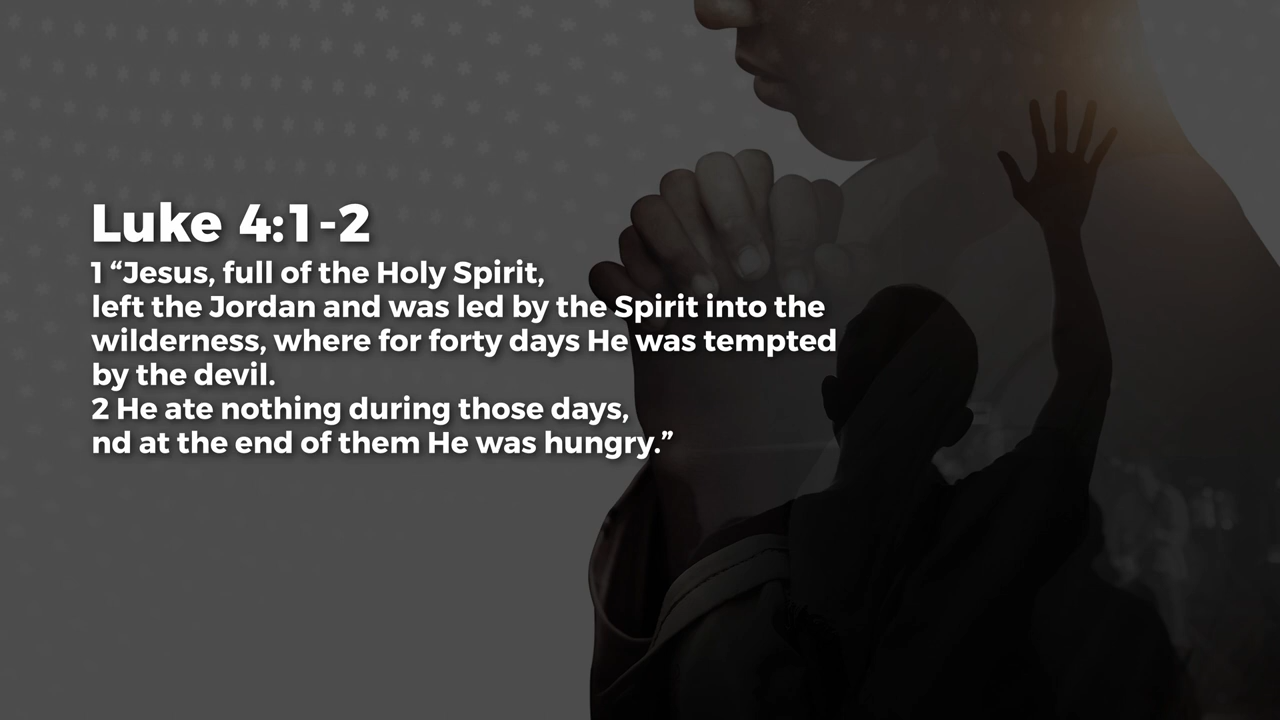 Luke 4:1-2
1 “Jesus, full of the Holy Spirit,
left the Jordan and was led by the Spirit into the
wilderness, where for forty days He was tempted
by the devil.
2 He ate nothing during those days,
nd at the end of them He was hungry.”